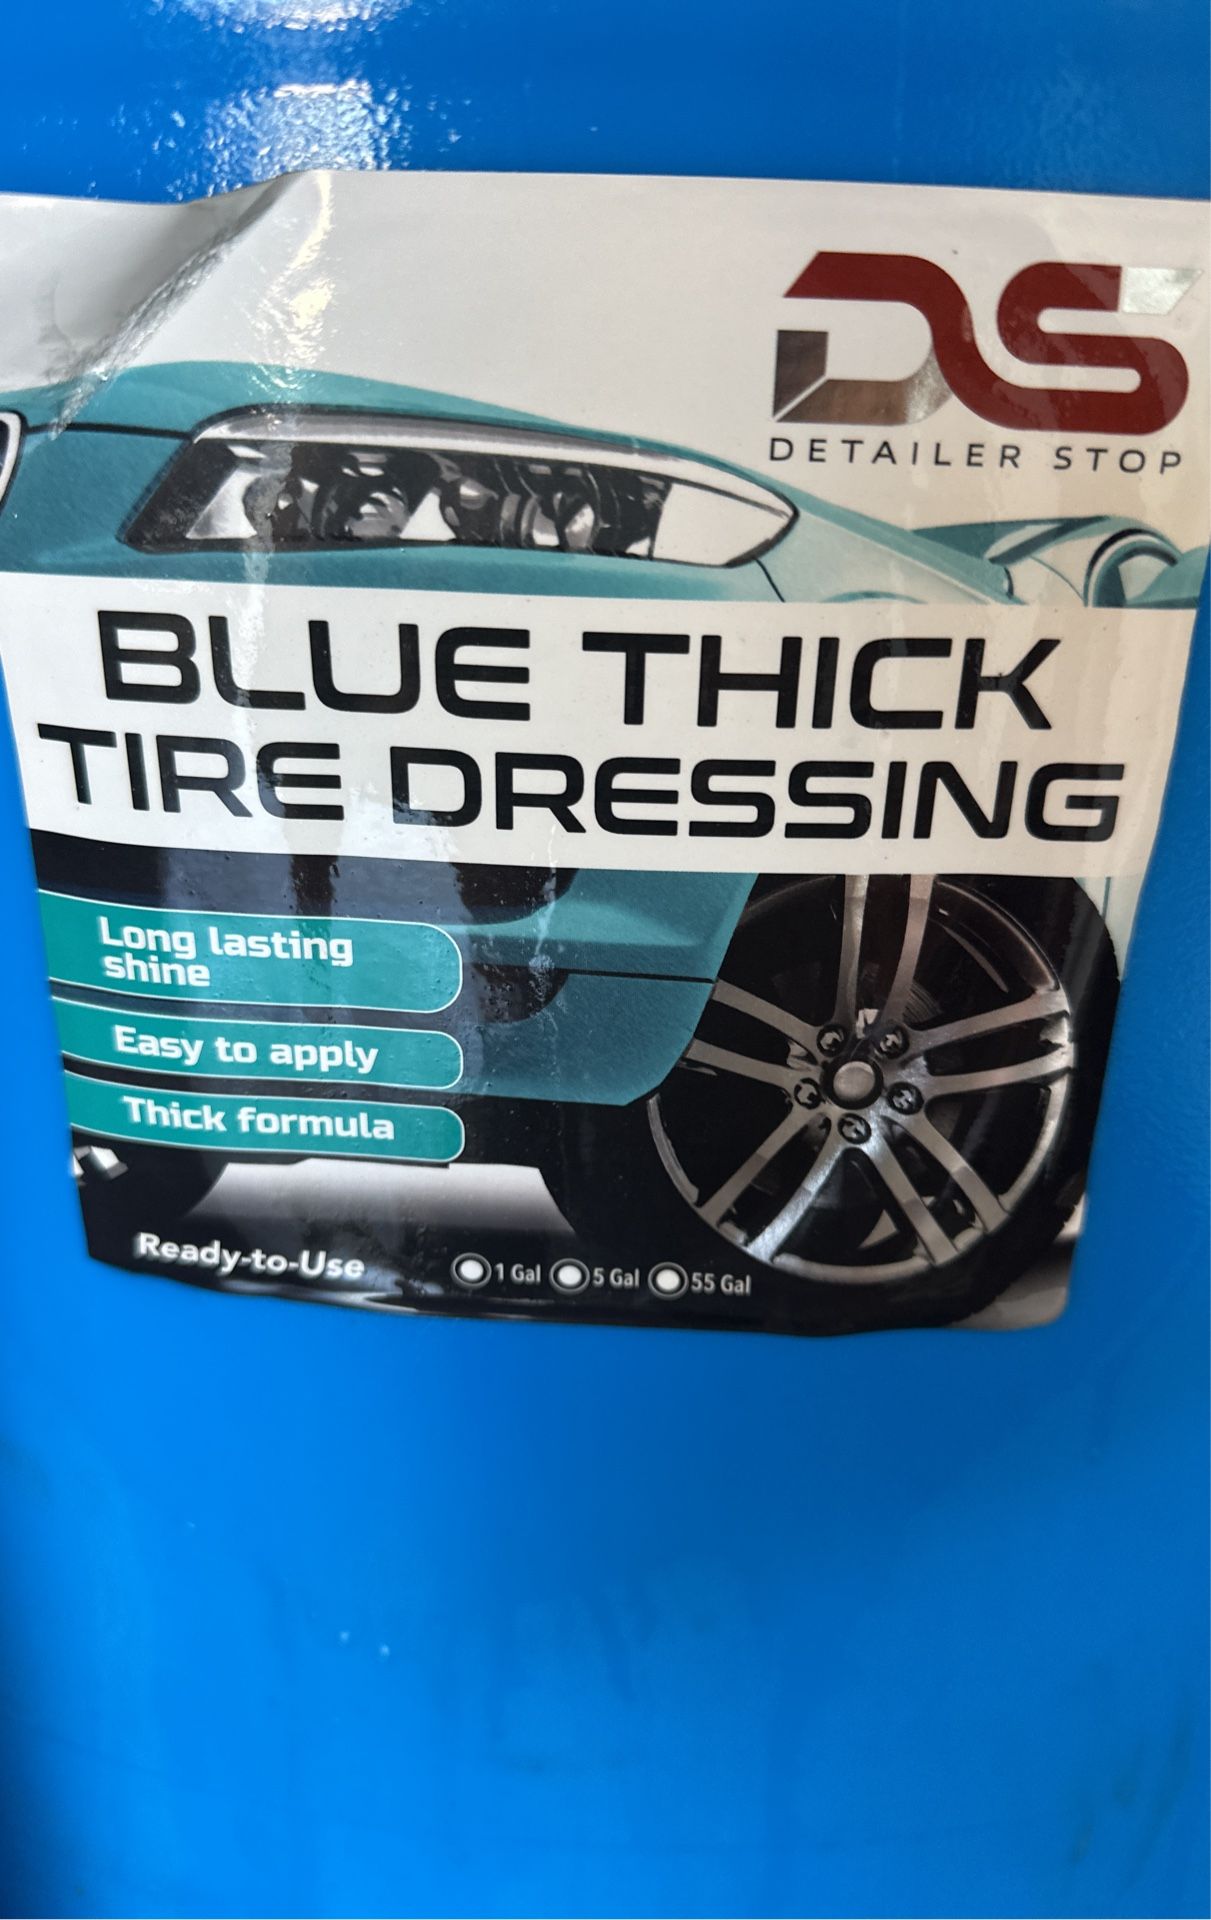 DS
DETAILER STOP
BLUE THICK
TIRE DRESSING
Long lasting
shine
Easy to apply
Thick formula
Ready-to-Use
1 Gal 5 Gal 55 Gal